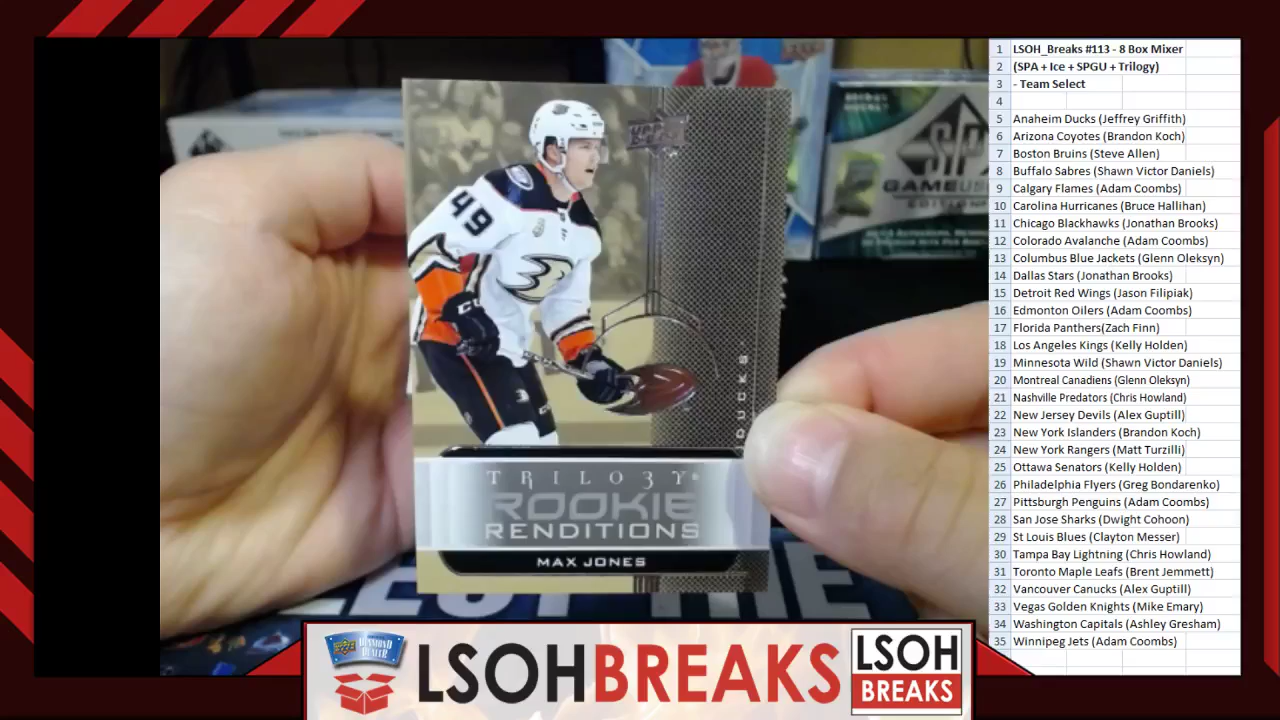 1 LSOH_Breaks #113 - 8 Box Mixer
2 (SPA + Ice + SPGU + Trilogy)
3 - Team Select
4
5 Anaheim Ducks (Jeffrey Griffith)
6 Arizona Coyotes (Brandon Koch)
7 Boston Bruins (Steve Allen)
8 Buffalo Sabres (Shawn Victor Daniels)
9 Calgary Flames (Adam Coombs)
10 Carolina Hurricanes (Bruce Hallihan)
11 Chicago Blackhawks (Jonathan Brooks)
12 Colorado Avalanche (Adam Coombs)
13 Columbus Blue Jackets (Glenn Oleksyn)
14 Dallas Stars (Jonathan Brooks)
15 Detroit Red Wings (Jason Filipiak)
16 Edmonton Oilers (Adam Coombs)
17 Florida Panthers(Zach Finn)
18 Los Angeles Kings (Kelly Holden)
19 Minnesota Wild (Shawn Victor Daniels)
20 Montreal Canadiens (Glenn Oleksyn)
21 Nashville Predators (Chris Howland)
22 New Jersey Devils (Alex Guptill)
23 New York Islanders (Brandon Koch)
24 New York Rangers (Matt Turzilli)
25 Ottawa Senators (Kelly Holden)
26 Philadelphia Flyers (Greg Bondarenko)
27 Pittsburgh Penguins (Adam Coombs)
28 San Jose Sharks (Dwight Cohoon)
29 St Louis Blues (Clayton Messer)
30 Tampa Bay Lightning (Chris Howland)
31 Toronto Maple Leafs (Brent Jemmett)
32 Vancouver Canucks (Alex Guptill)
33 Vegas Golden Knights (Mike Emary)
34 Washington Capitals (Ashley Gresham)
35 Winnipeg Jets (Adam Coombs)
49
DUCKS
TRILO3Y
ROOKIE
RENDITIONS
MAX JONES
SP
GAME USED
EDITION
DIAMOND
DEALER
LSOHBREAKS
LSOH
BREAKS